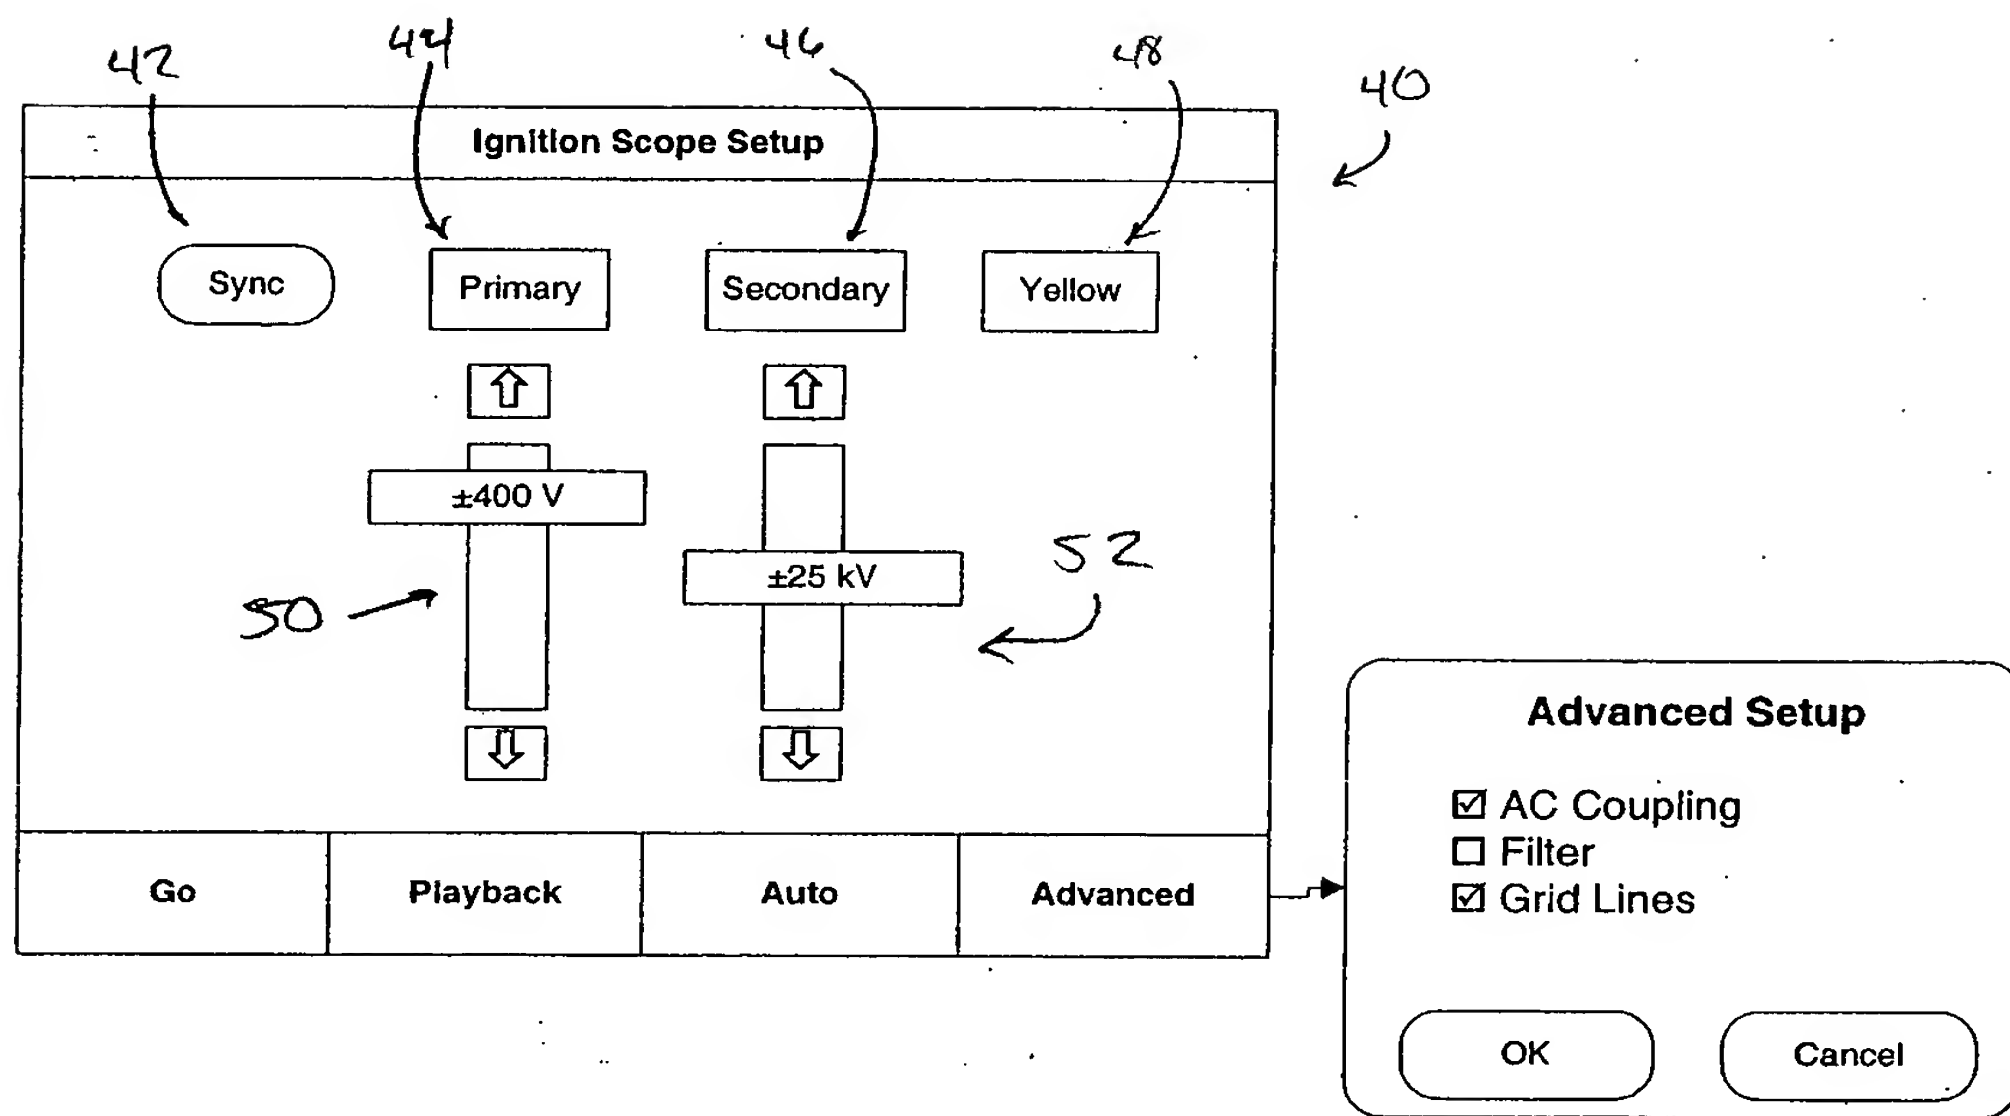 42
44
46
48
40
Ignition Scope Setup
Sync
Primary
Secondary
Yellow
±400 V
±25 kV
50
52
Go
Playback
Auto
Advanced
Advanced Setup
☑ AC Coupling
☐ Filter
☑ Grid Lines
OK
Cancel